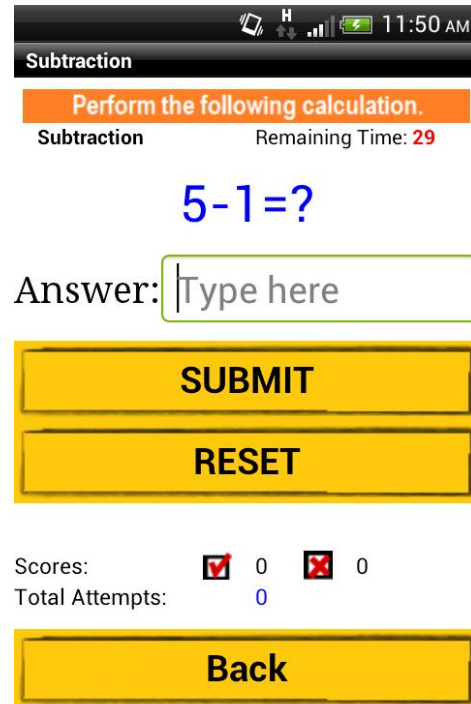 H 11:50 AM
Subtraction
Perform the following calculation.
Subtraction Remaining Time: 29
5-1=?
Answer: Type here
SUBMIT
RESET
Scores: 0 0
Total Attempts: 0
Back